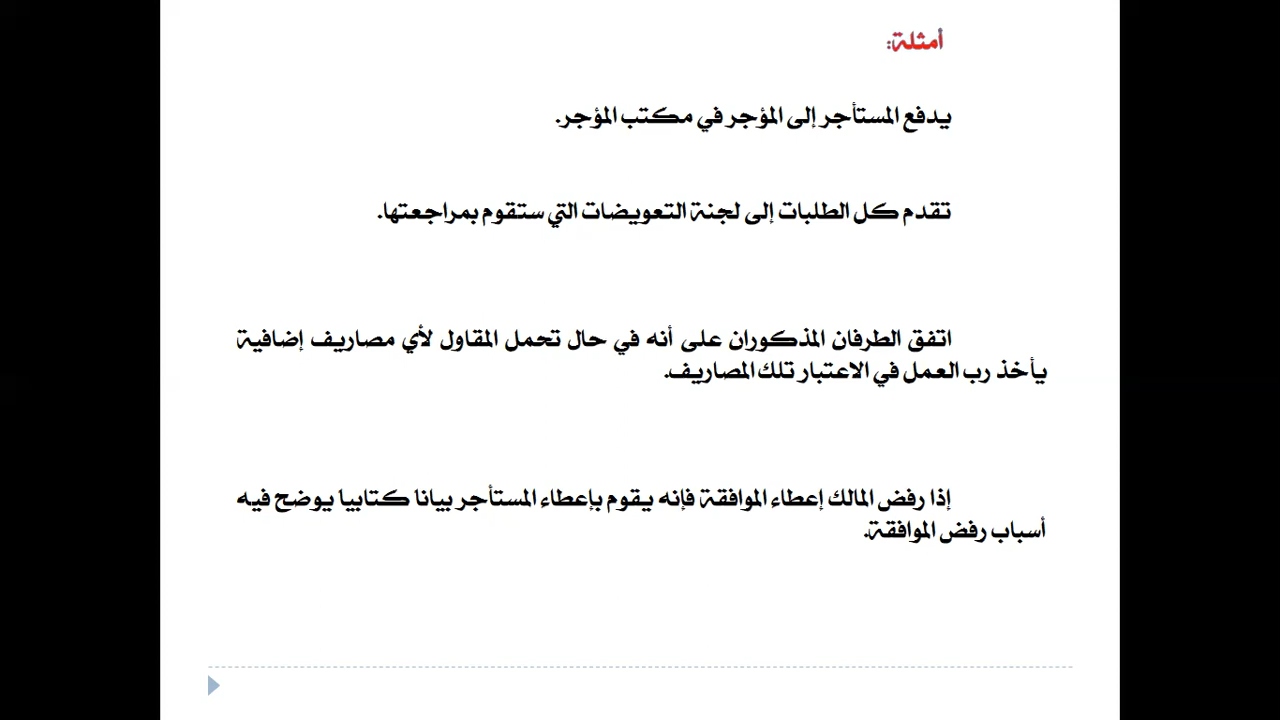 أمثلة:
يدفع المستأجر إلى المؤجر في مكتب المؤجر.
تقدم كل الطلبات إلى لجنة التعويضات التي ستقوم بمراجعتها.
اتفق الطرفان المذكوران على أنه في حال تحمل المقاول لأي مصاريف إضافية
يأخذ رب العمل في الاعتبار تلك المصاريف.
إذا رفض المالك إعطاء الموافقة فإنه يقوم بإعطاء المستأجر بيانا كتابيا يوضح فيه
أسباب رفض الموافقة.